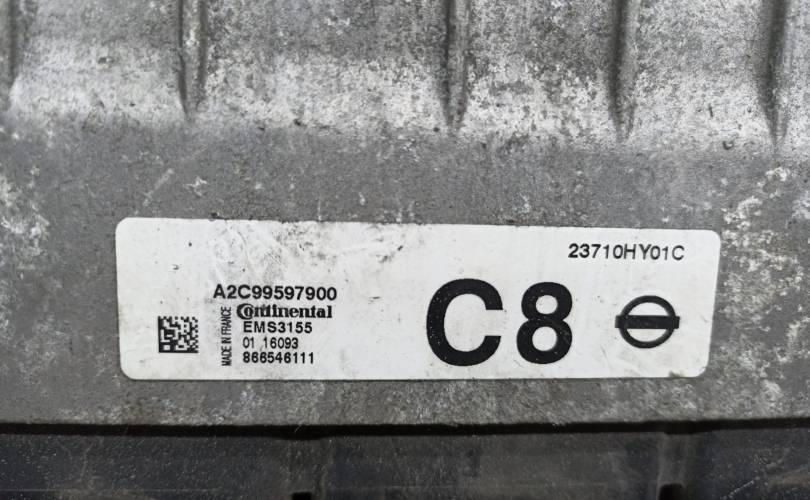 23710HY01C
A2C99597900
Continental
EMS3155
01 16093
866546111
MADE IN FRANCE
C8